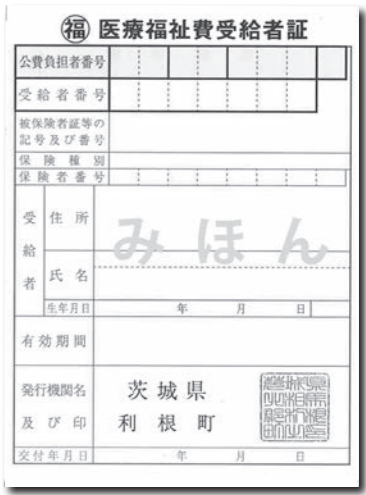 福 医療福祉費受給者証
公費負担者番号
受給者番号
被保険者証等の
記号及び番号
保険種別
保険者番号
受給者
住所
みほん
氏名
生年月日 年 月 日
有効期間
発行機関名
及び印
茨城県
利根町
交付年月日 年 月 日